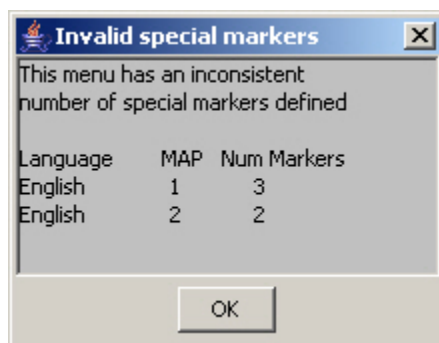 Invalid special markers
This menu has an inconsistent
number of special markers defined
Language MAP Num Markers
English 1 3
English 2 2
OK